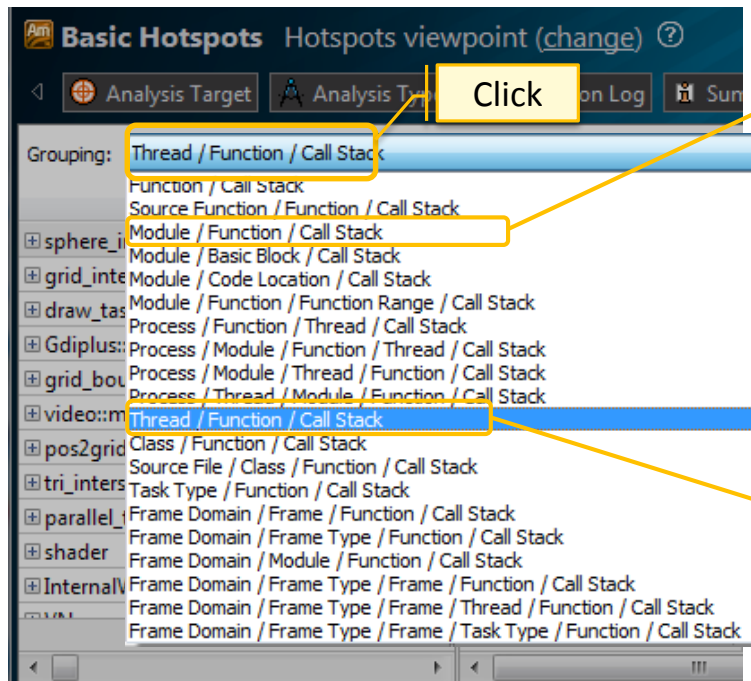 Am Basic Hotspots Hotspots viewpoint (change) ?
Analysis Target Analysis Typ Click on Log Sum
Grouping: Thread / Function / Call Stack
Function / Call Stack
Source Function / Function / Call Stack
sphere_i Module / Function / Call Stack
Module / Basic Block / Call Stack
grid_inte Module / Code Location / Call Stack
draw_tas Module / Function / Function Range / Call Stack
Process / Function / Thread / Call Stack
Gdiplus:: Process / Module / Function / Thread / Call Stack
grid_bou Process / Module / Thread / Function / Call Stack
Process / Thread / Module / Function / Call Stack
video::m Thread / Function / Call Stack
pos2grid Class / Function / Call Stack
tri_inters Source File / Class / Function / Call Stack
Task Type / Function / Call Stack
parallel_ Frame Domain / Frame / Function / Call Stack
Frame Domain / Frame Type / Function / Call Stack
shader Frame Domain / Module / Function / Call Stack
Internal Frame Domain / Frame Type / Frame / Function / Call Stack
Frame Domain / Frame Type / Frame / Thread / Function / Call Stack
Frame Domain / Frame Type / Frame / Task Type / Function / Call Stack